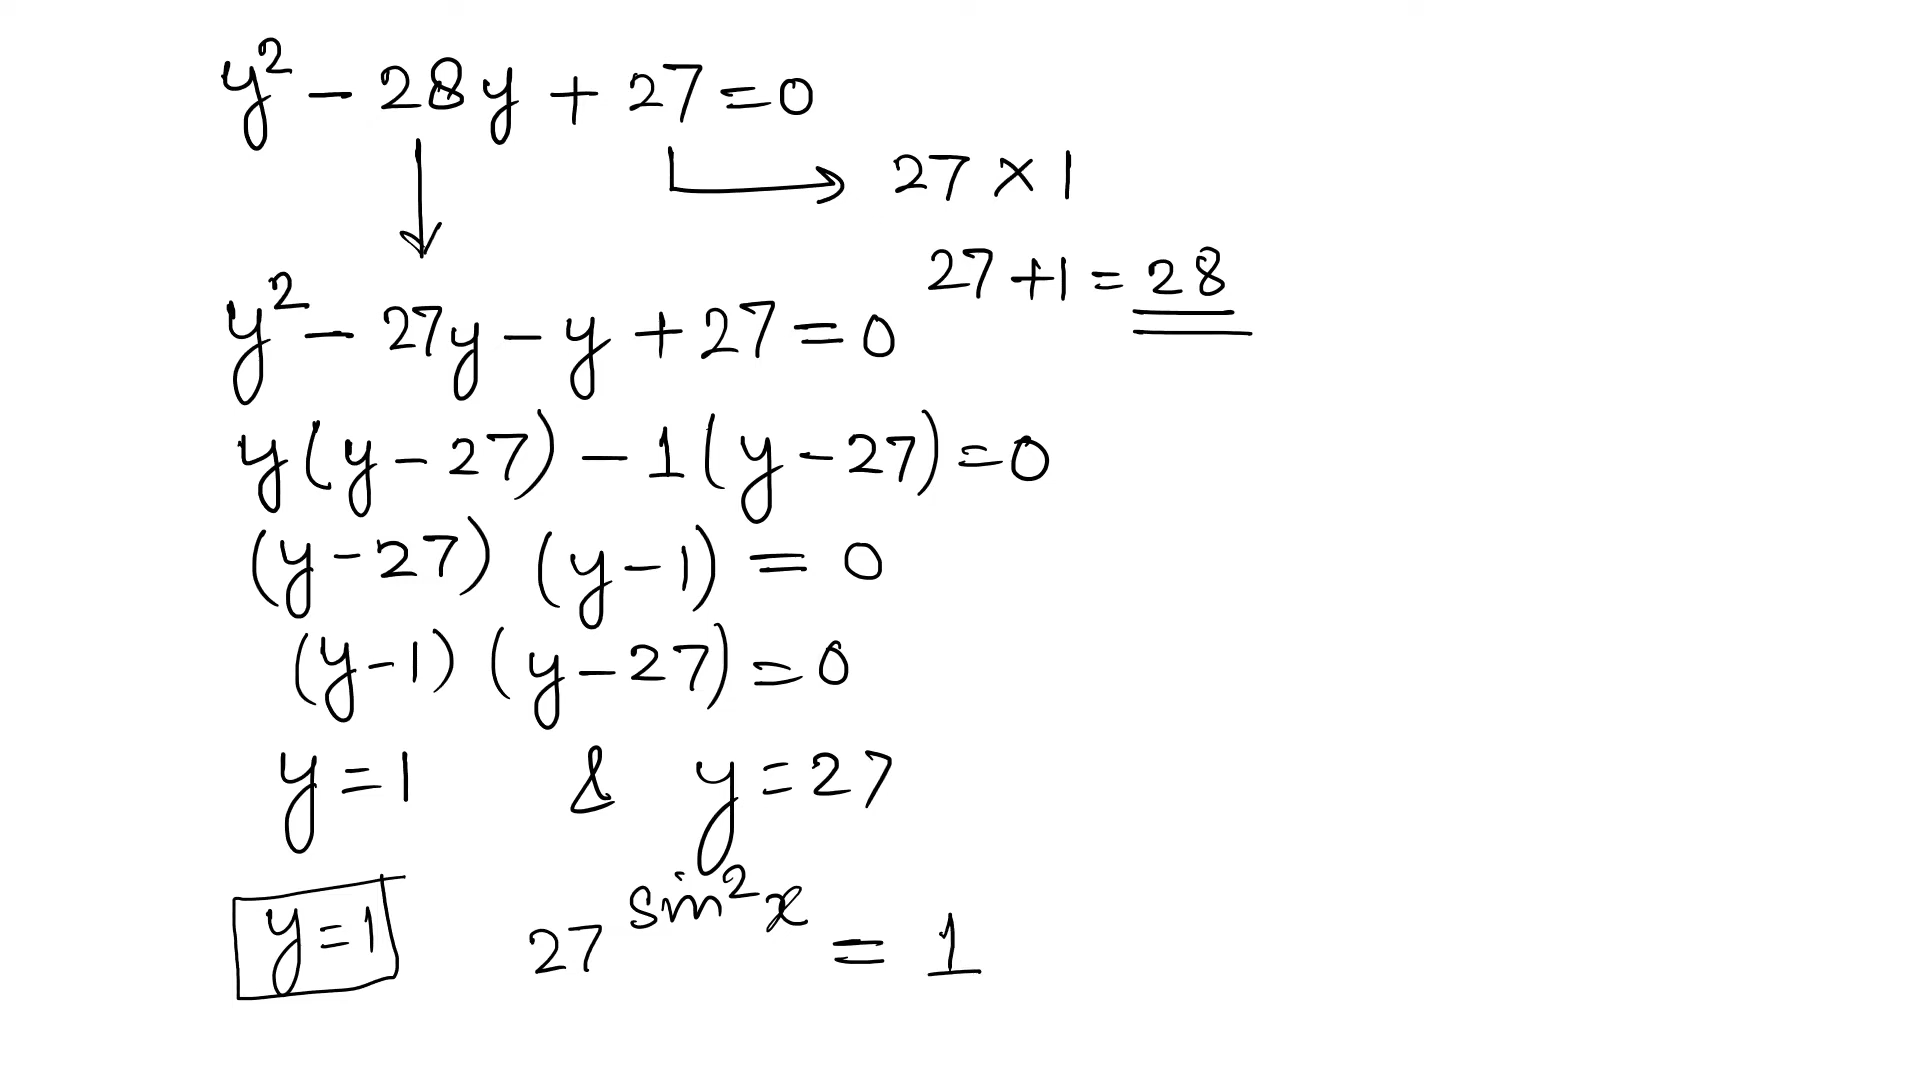 y² - 28y + 27 = 0
27 × 1
27 + 1 = 28
y² - 27y - y + 27 = 0
y(y - 27) - 1(y - 27) = 0
(y - 27) (y - 1) = 0
(y - 1) (y - 27) = 0
y = 1 & y = 27
y = 1 27^sin²x = 1